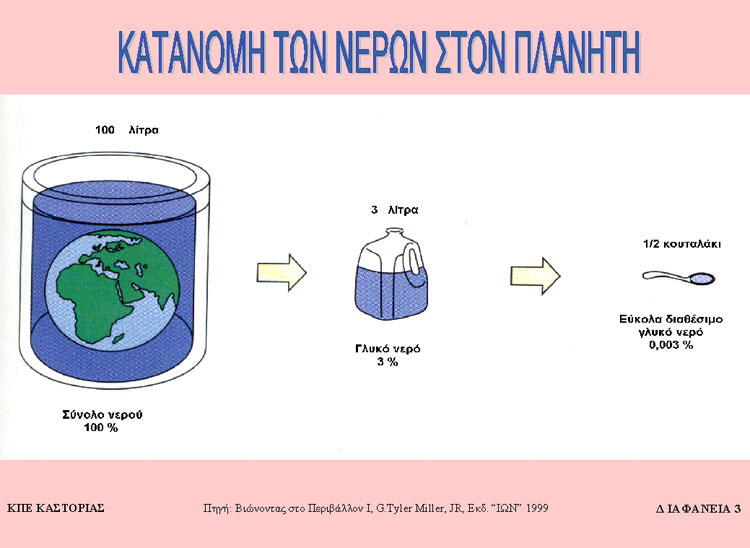 ΚΑΤΑΝΟΜΗ ΤΩΝ ΝΕΡΩΝ ΣΤΟΝ ΠΛΑΝΗΤΗ
100 λίτρα
3 λίτρα
1/2 κουταλάκι
Εύκολα διαθέσιμο
γλυκό νερό
0,003 %
Γλυκό νερό
3 %
Σύνολο νερού
100 %
ΚΠΕ ΚΑΣΤΟΡΙΑΣ
Πηγή: Βιώνοντας στο Περιβάλλον Ι, G.Tyler Miller, JR, Εκδ. “ΙΩΝ” 1999
ΔΙΑΦΑΝΕΙΑ 3